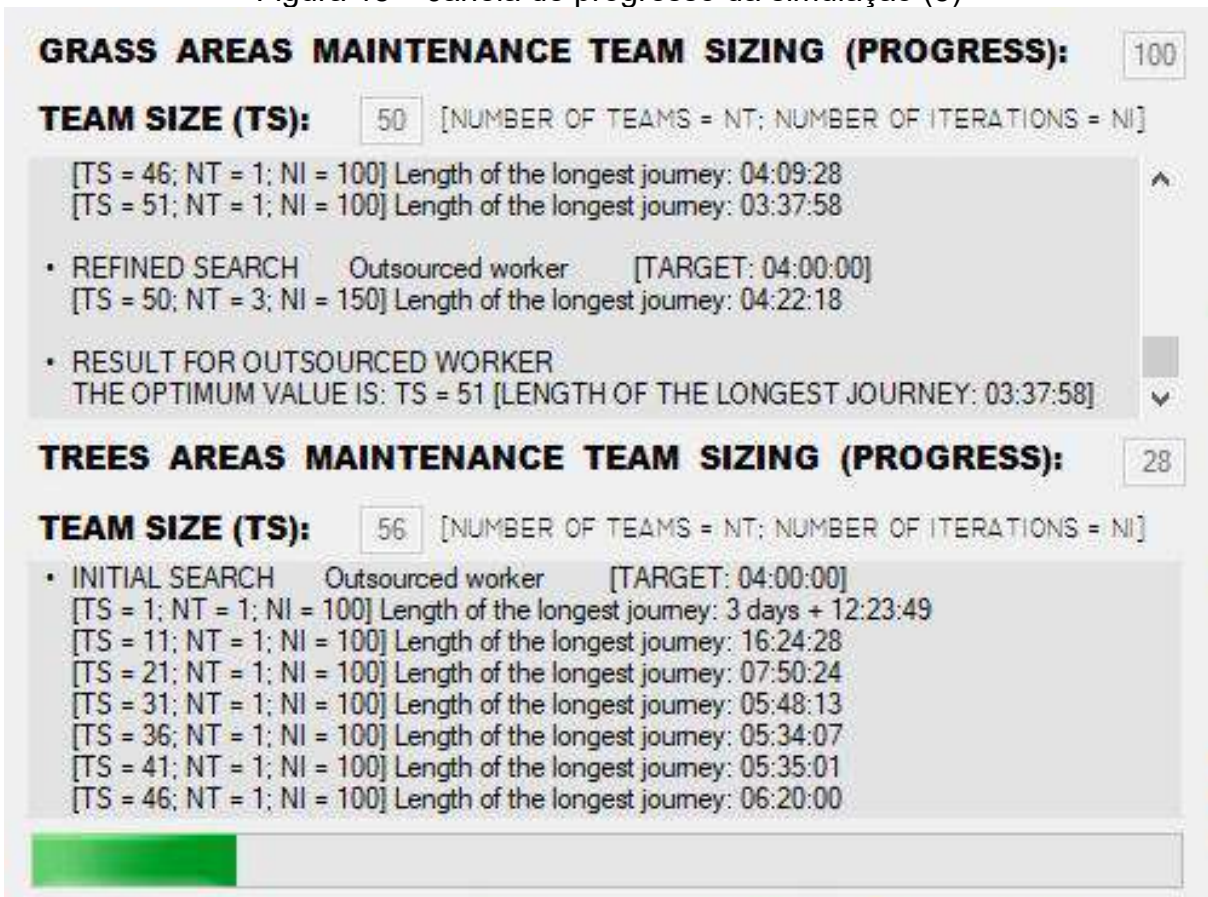 GRASS AREAS MAINTENANCE TEAM SIZING (PROGRESS): 100
TEAM SIZE (TS): 50 [NUMBER OF TEAMS = NT; NUMBER OF ITERATIONS = NI]
[TS = 46; NT = 1; NI = 100] Length of the longest journey: 04:09:28
[TS = 51; NT = 1; NI = 100] Length of the longest journey: 03:37:58
• REFINED SEARCH Outsourced worker [TARGET: 04:00:00]
[TS = 50; NT = 3; NI = 150] Length of the longest journey: 04:22:18
• RESULT FOR OUTSOURCED WORKER
THE OPTIMUM VALUE IS: TS = 51 [LENGTH OF THE LONGEST JOURNEY: 03:37:58]
TREES AREAS MAINTENANCE TEAM SIZING (PROGRESS): 28
TEAM SIZE (TS): 56 [NUMBER OF TEAMS = NT; NUMBER OF ITERATIONS = NI]
• INITIAL SEARCH Outsourced worker [TARGET: 04:00:00]
[TS = 1; NT = 1; NI = 100] Length of the longest journey: 3 days + 12:23:49
[TS = 11; NT = 1; NI = 100] Length of the longest journey: 16:24:28
[TS = 21; NT = 1; NI = 100] Length of the longest journey: 07:50:24
[TS = 31; NT = 1; NI = 100] Length of the longest journey: 05:48:13
[TS = 36; NT = 1; NI = 100] Length of the longest journey: 05:34:07
[TS = 41; NT = 1; NI = 100] Length of the longest journey: 05:35:01
[TS = 46; NT = 1; NI = 100] Length of the longest journey: 06:20:00